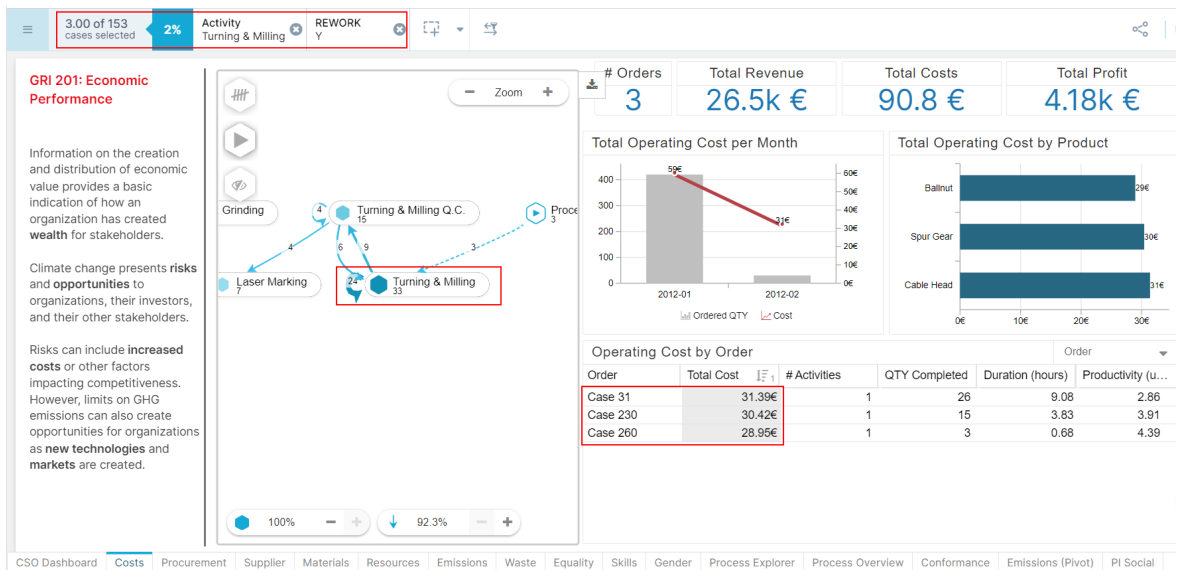 3.00 of 153
cases selected
2%
Activity
Turning & Milling
REWORK
Y
GRI 201: Economic
Performance
Information on the creation
and distribution of economic
value provides a basic
indication of how an
organization has created
wealth for stakeholders.
Climate change presents risks
and opportunities to
organizations, their investors,
and their other stakeholders.
Risks can include increased
costs or other factors
impacting competitiveness.
However, limits on GHG
emissions can also create
opportunities for organizations
as new technologies and
markets are created.
Zoom
Grinding
4
Turning & Milling Q.C.
15
Proce
3
4
6
9
3
Laser Marking
7
24
Turning & Milling
33
100%
92.3%
# Orders
3
Total Revenue
26.5k €
Total Costs
90.8 €
Total Profit
4.18k €
Total Operating Cost per Month
400
300
200
100
0
59€
31€
60€
50€
40€
30€
20€
10€
0€
2012-01
2012-02
Ordered QTY
Cost
Total Operating Cost by Product
Ballnut
29€
Spur Gear
30€
Cable Head
31€
0€
10€
20€
30€
Operating Cost by Order
Order
Order Total Cost 1 # Activities QTY Completed Duration (hours) Productivity (u...
Case 31 31.39€ 1 26 9.08 2.86
Case 230 30.42€ 1 15 3.83 3.91
Case 260 28.95€ 1 3 0.68 4.39
CSO Dashboard Costs Procurement Supplier Materials Resources Emissions Waste Equality Skills Gender Process Explorer Process Overview Conformance Emissions (Pivot) PI Social